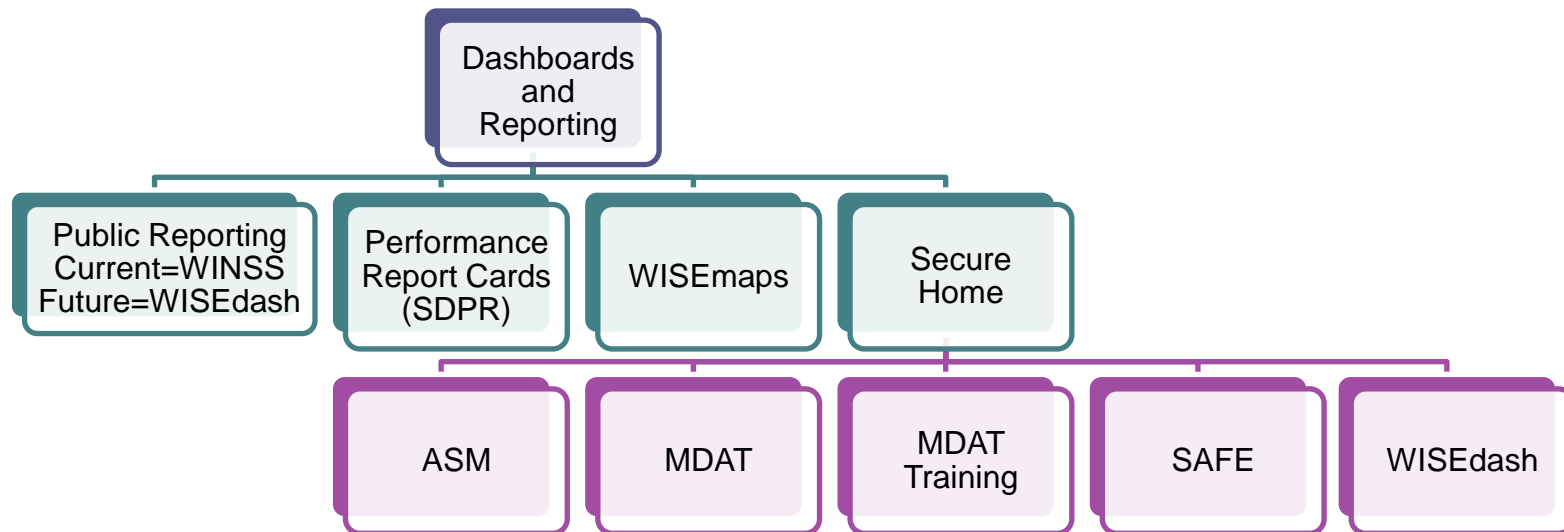 Dashboards
and
Reporting
Public Reporting
Current=WINSS
Future=WISEdash
Performance
Report Cards
(SDPR)
WISEmaps
Secure
Home
ASM
MDAT
MDAT
Training
SAFE
WISEdash